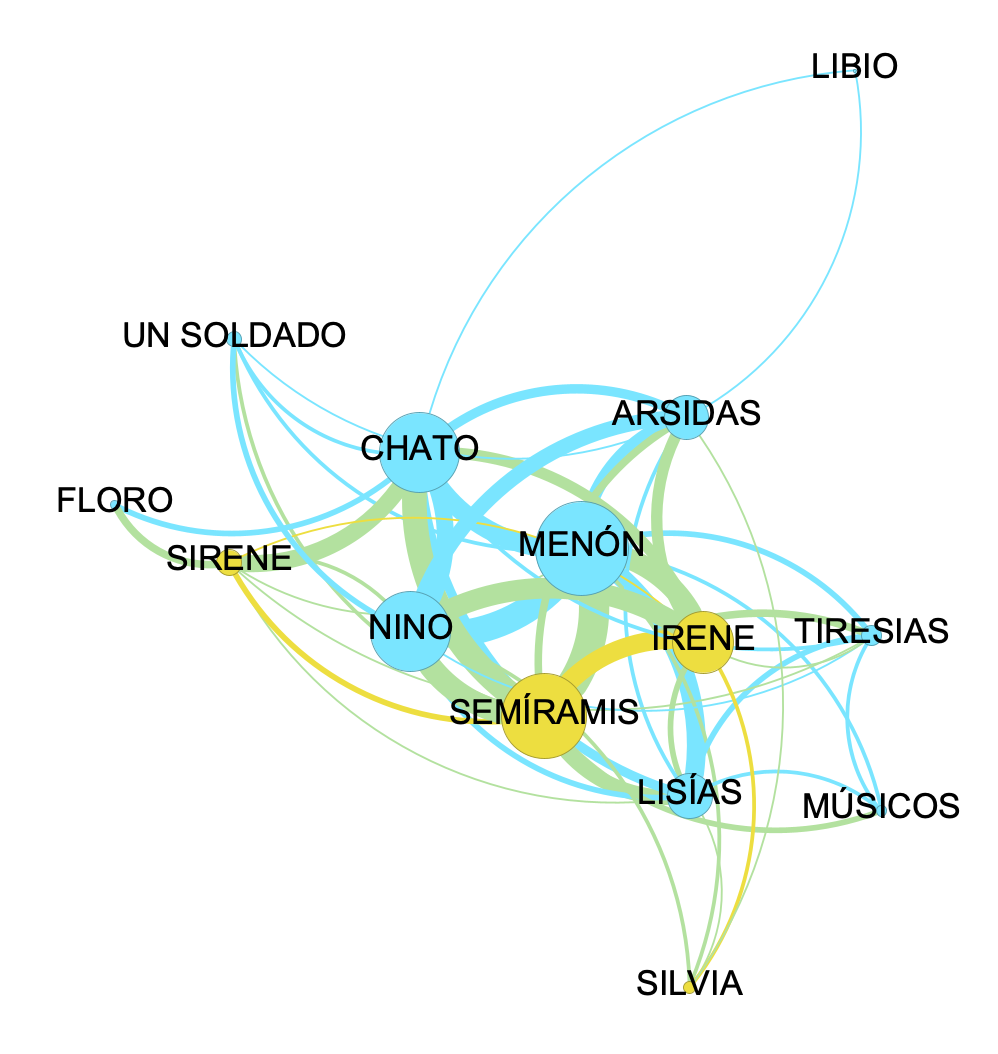 LIBIO
UN SOLDADO
ARSIDAS
CHATO
FLORO
MENÓN
SIRENE
NINO
IRENE
TIRESIAS
SEMÍRAMIS
LISÍAS
MÚSICOS
SILVIA